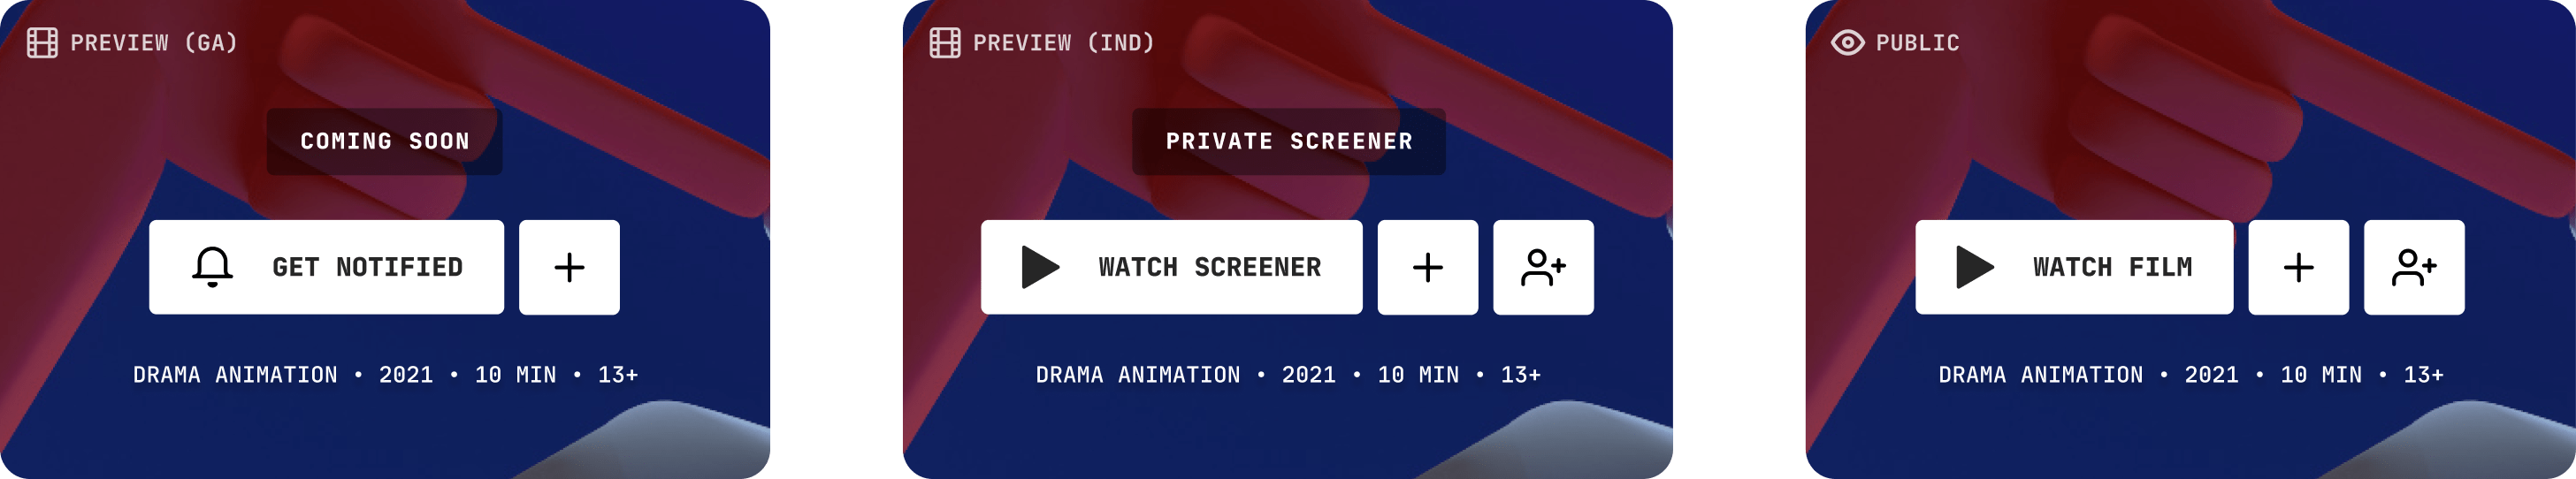 PREVIEW (GA)
COMING SOON
GET NOTIFIED
DRAMA ANIMATION • 2021 • 10 MIN • 13+
PREVIEW (IND)
PRIVATE SCREENER
WATCH SCREENER
DRAMA ANIMATION • 2021 • 10 MIN • 13+
PUBLIC
WATCH FILM
DRAMA ANIMATION • 2021 • 10 MIN • 13+